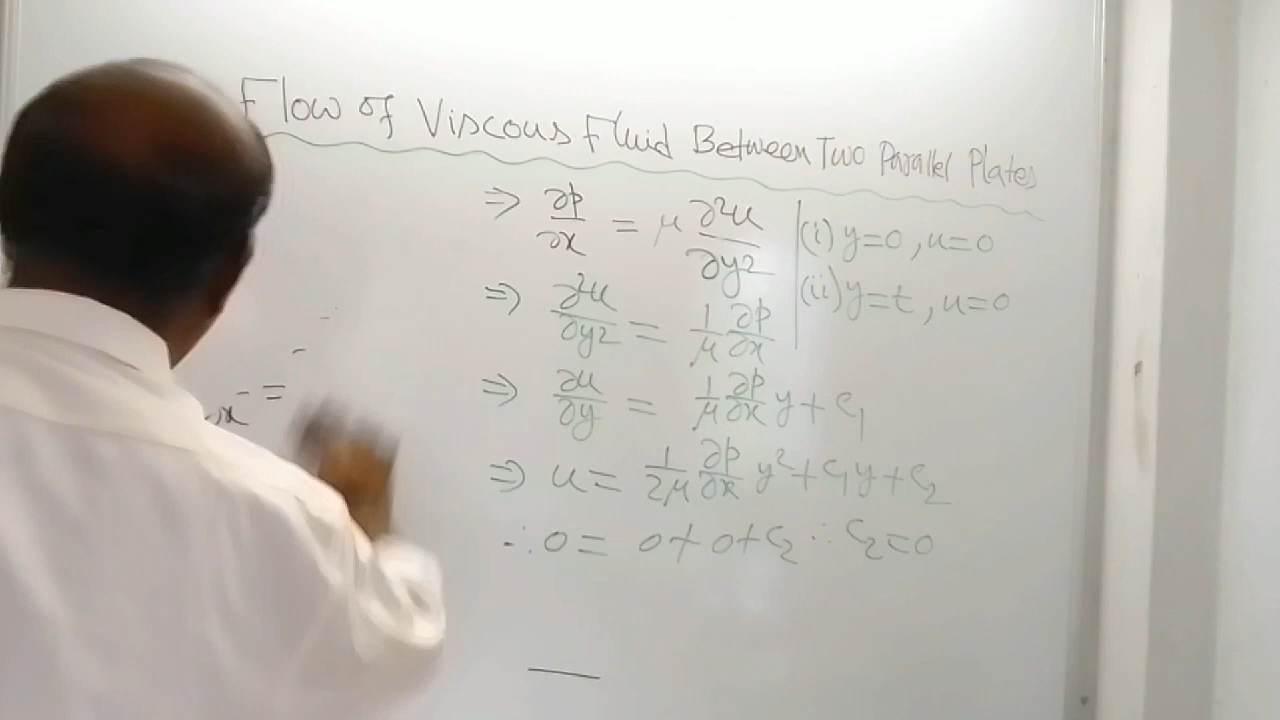 Flow of Viscous Fluid Between Two Parallel Plates
⇒ ∂p/∂x = μ ∂²u/∂y²
(i) y=0, u=0
⇒ ∂²u/∂y² = 1/μ ∂p/∂x
(ii) y=t, u=0
⇒ ∂u/∂y = 1/μ ∂p/∂x y + C₁
⇒ u = 1/2μ ∂p/∂x y² + C₁y + C₂
∴ 0 = 0+0+C₂ ∴ C₂=0
x =